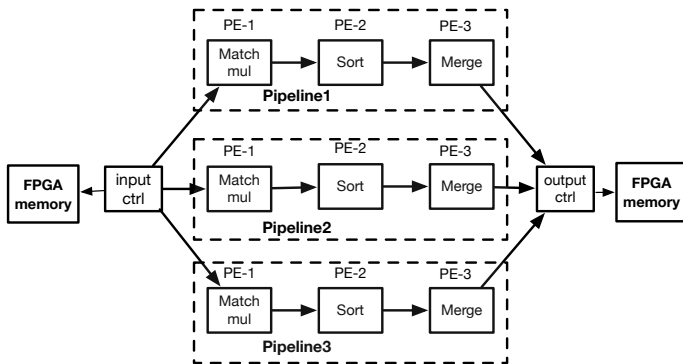 PE-1 PE-2 PE-3
Match
mul
Sort
Merge
Pipeline1
PE-1 PE-2 PE-3
FPGA
memory
input
ctrl
Match
mul
Sort
Merge
output
ctrl
FPGA
memory
Pipeline2
PE-1 PE-2 PE-3
Match
mul
Sort
Merge
Pipeline3